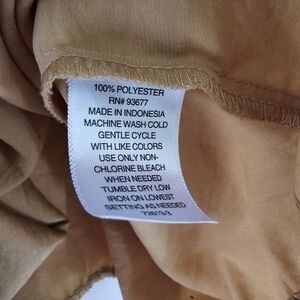 100% POLYESTER
RN# 93677
MADE IN INDONESIA
MACHINE WASH COLD
GENTLE CYCLE
WITH LIKE COLORS
USE ONLY NON-
CHLORINE BLEACH
WHEN NEEDED
TUMBLE DRY LOW
IRON ON LOWEST
SETTING AS NEEDED